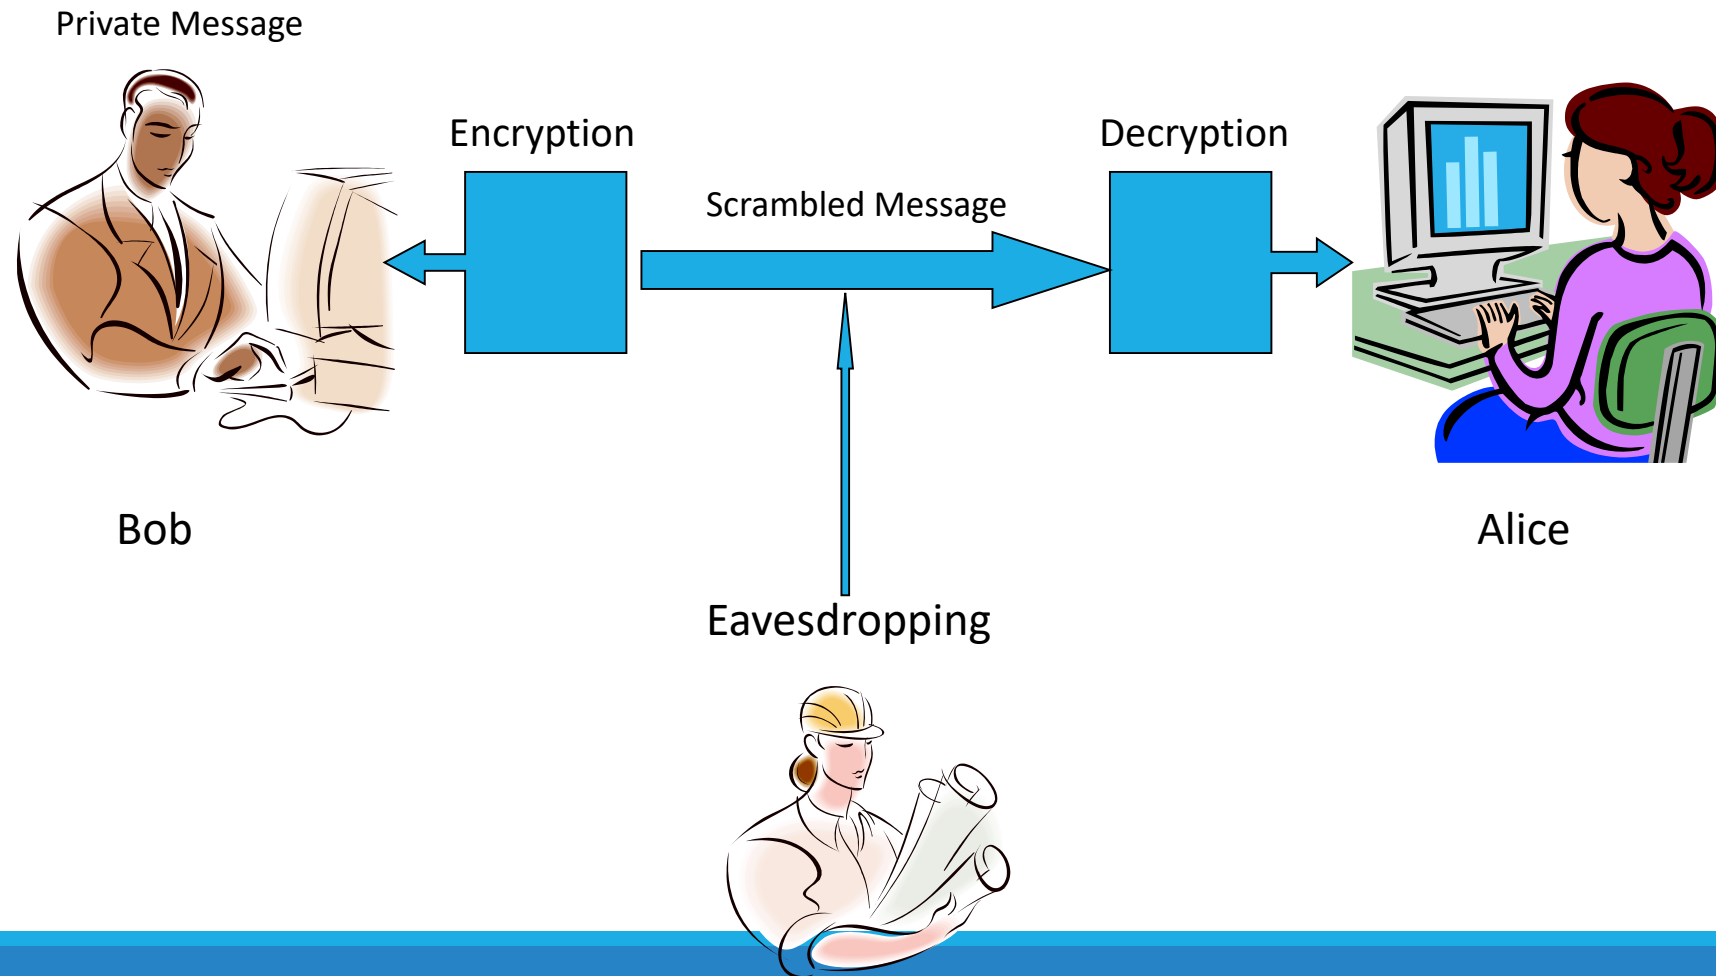 Private Message
Encryption
Decryption
Scrambled Message
Bob
Alice
Eavesdropping